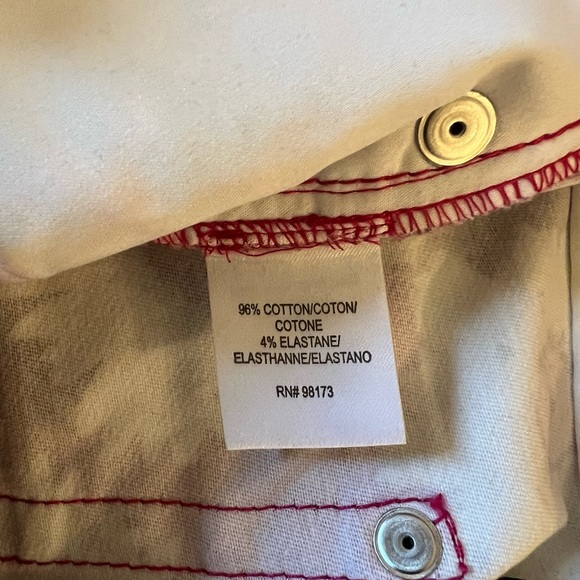 96% COTTON/COTON/
COTONE
4% ELASTANE/
ELASTHANNE/ELASTANO
RN# 98173